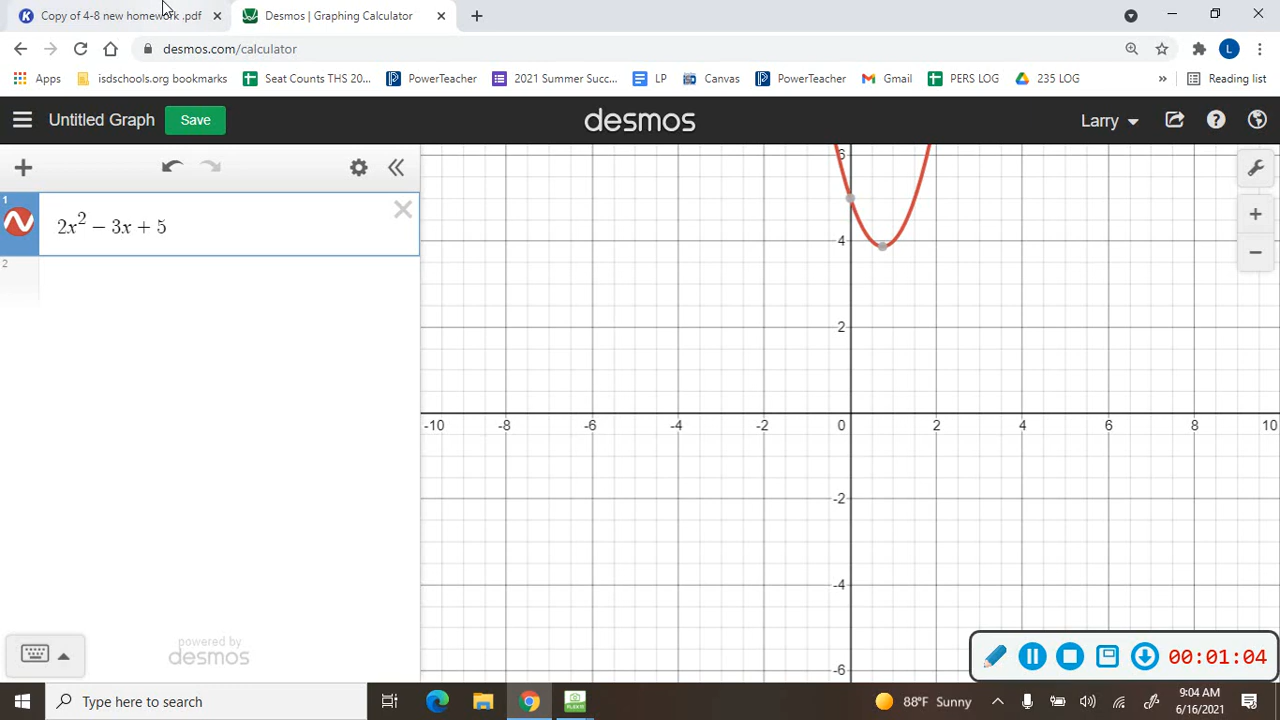 Copy of 4-8 new homework .pdf
Desmos | Graphing Calculator
desmos.com/calculator
L
Apps
isdschools.org bookmarks
Seat Counts THS 20...
PowerTeacher
2021 Summer Succ...
LP
Canvas
PowerTeacher
Gmail
PERS LOG
235 LOG
»
Reading list
Untitled Graph
Save
desmos
Larry
1
2x² − 3x + 5
2
6
4
2
-10 -8 -6 -4 -2 0 2 4 6 8 10
-2
-4
-6
powered by
desmos
00:01:04
Type here to search
88°F Sunny
9:04 AM
6/16/2021